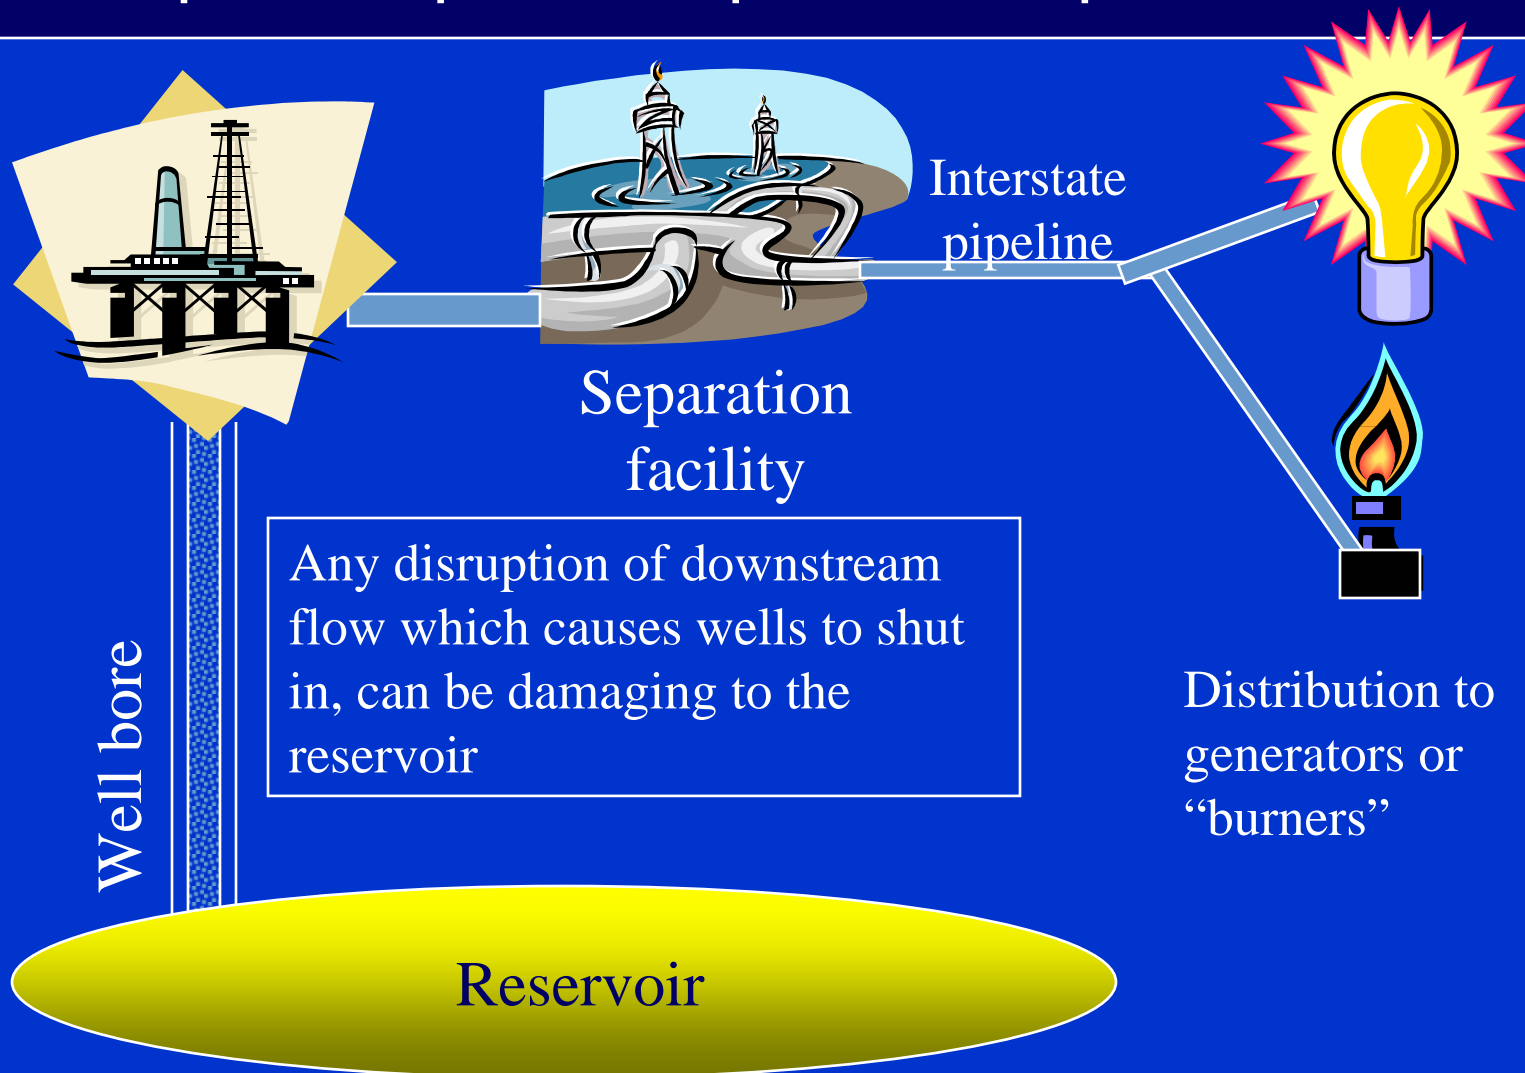 Interstate
pipeline
Separation
facility
Any disruption of downstream
flow which causes wells to shut
in, can be damaging to the
reservoir
Well bore
Distribution to
generators or
“burners”
Reservoir